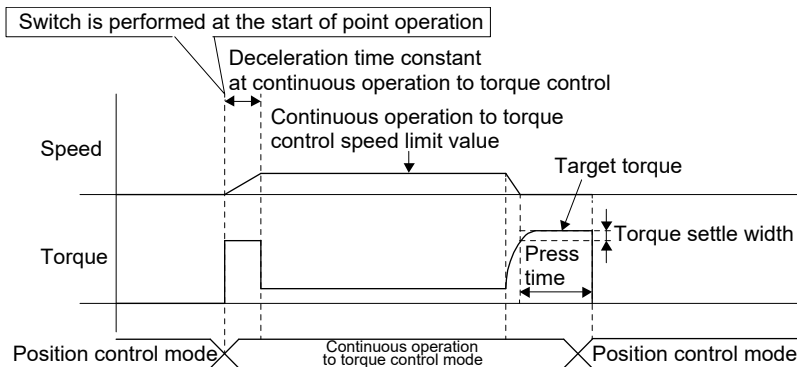 Switch is performed at the start of point operation
Deceleration time constant
at continuous operation to torque control
Continuous operation to torque
control speed limit value
Speed
Target torque
Torque settle width
Torque
Press
time
Position control mode
Continuous operation
to torque control mode
Position control mode